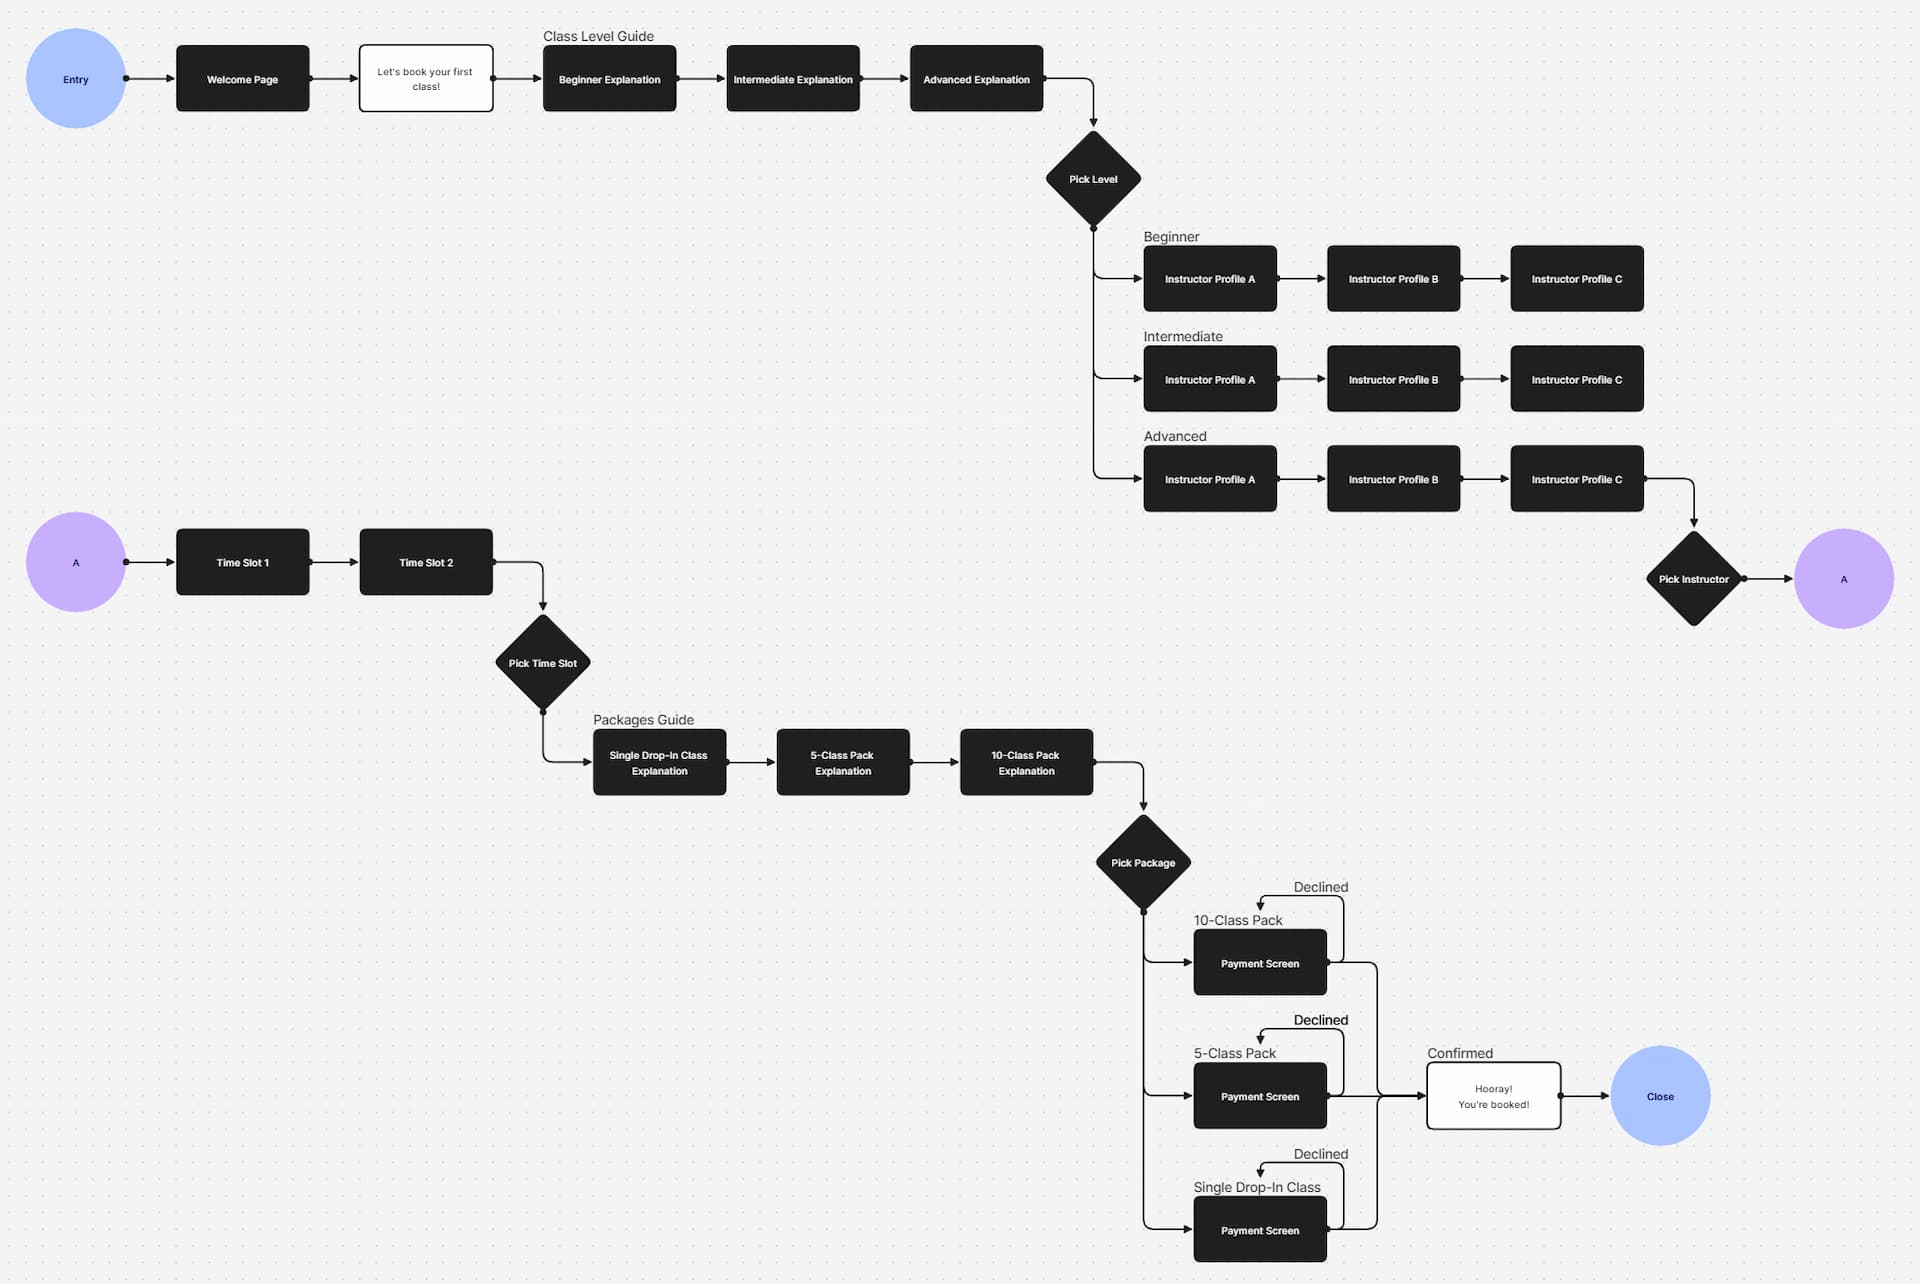 Entry
Welcome Page
Let's book your first
class!
Class Level Guide
Beginner Explanation
Intermediate Explanation
Advanced Explanation
Pick Level
Beginner
Instructor Profile A
Instructor Profile B
Instructor Profile C
Intermediate
Instructor Profile A
Instructor Profile B
Instructor Profile C
Advanced
Instructor Profile A
Instructor Profile B
Instructor Profile C
Pick Instructor
A
A
Time Slot 1
Time Slot 2
Pick Time Slot
Packages Guide
Single Drop-In Class
Explanation
5-Class Pack
Explanation
10-Class Pack
Explanation
Pick Package
Declined
10-Class Pack
Payment Screen
Declined
5-Class Pack
Payment Screen
Declined
Single Drop-In Class
Payment Screen
Confirmed
Hooray!
You're booked!
Close